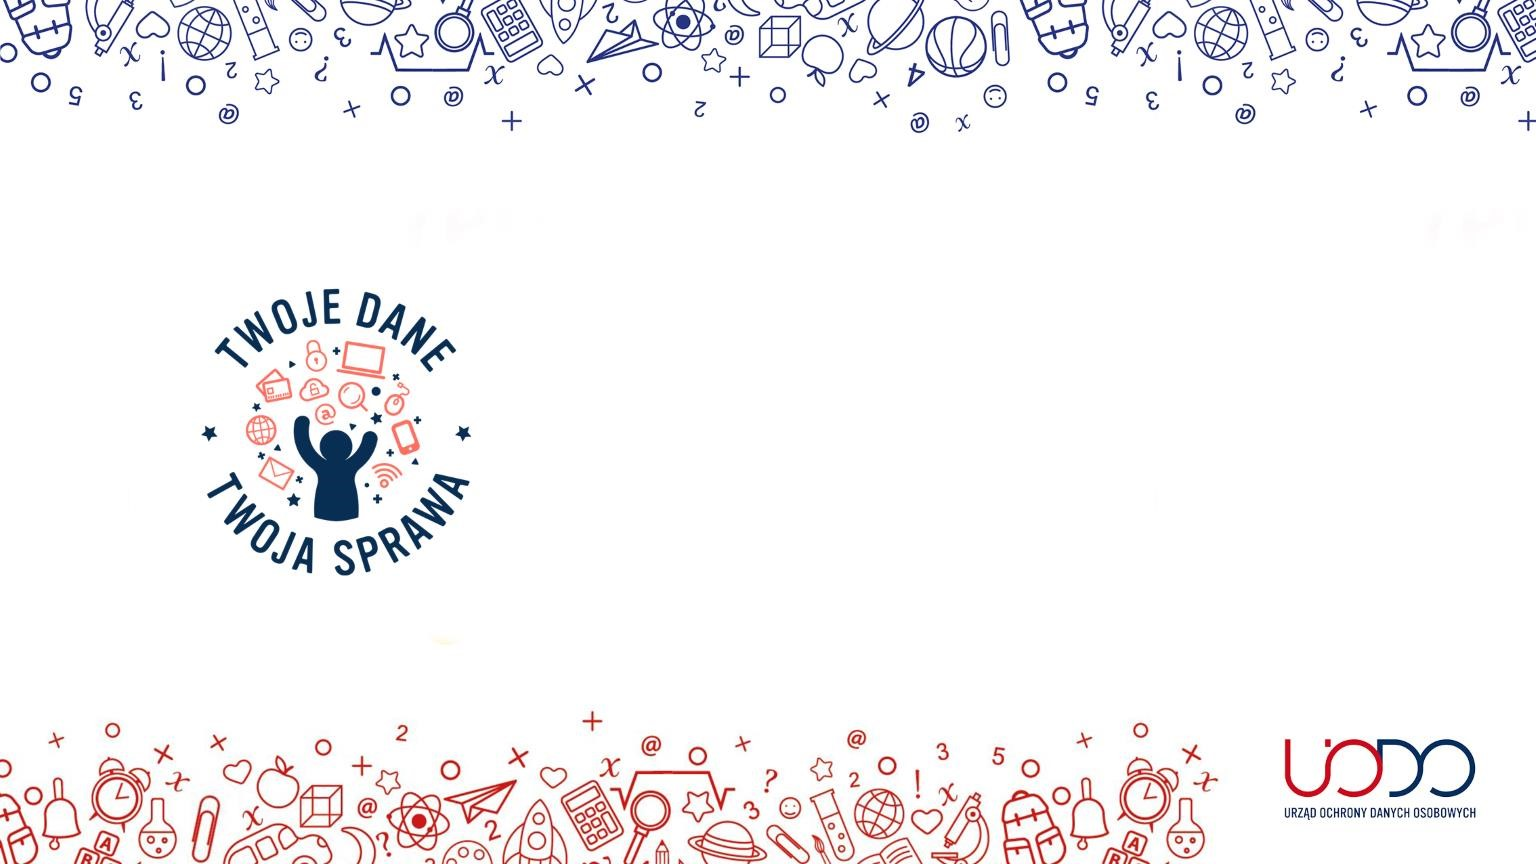 TWOJE DANE
TWOJA SPRAWA
UODO
URZĄD OCHRONY DANYCH OSOBOWYCH